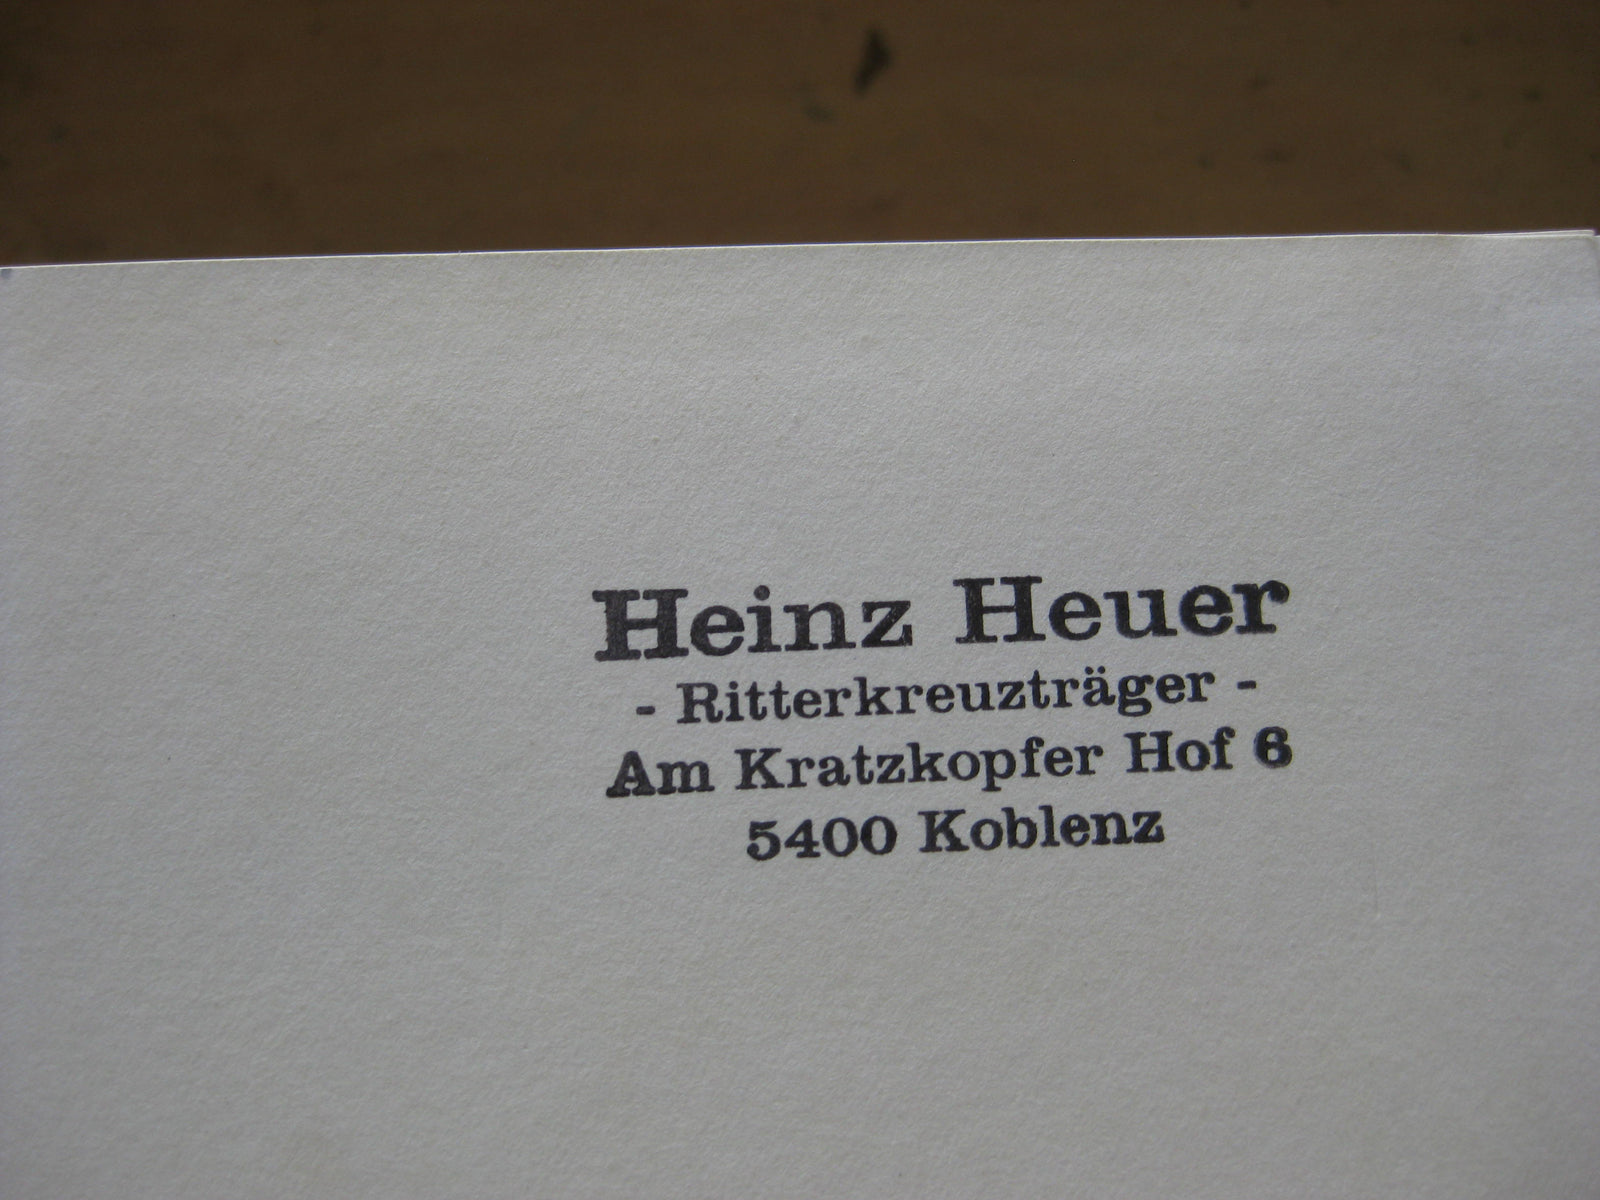 Heinz Heuer
- Ritterkreuzträger -
Am Kratzkopfer Hof 6
5400 Koblenz